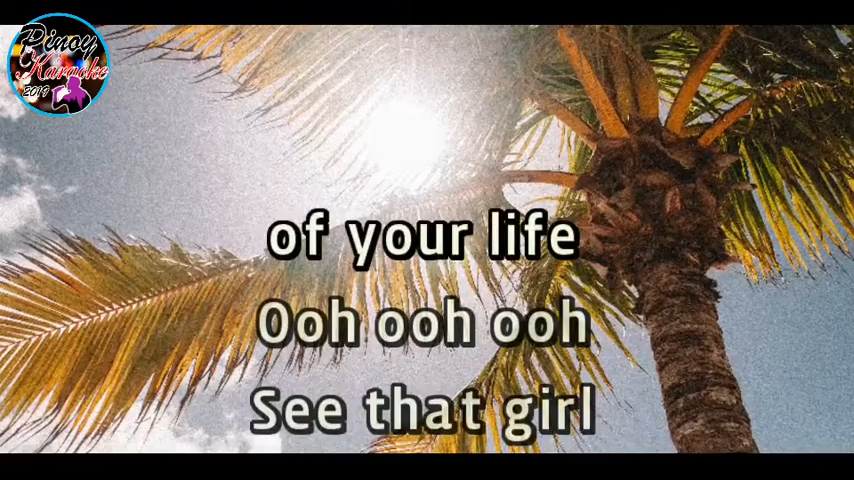 Pinoy
Karaoke
2019
of your life
Ooh ooh ooh
See that girl